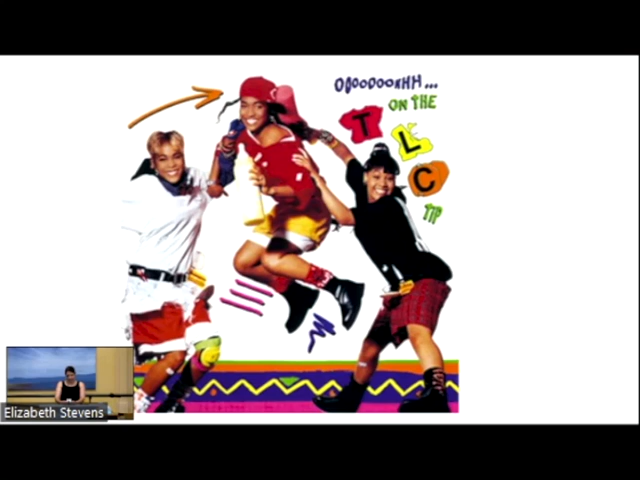 OOOOOOOHHH...
ON THE
T
L
C
TIP
Elizabeth Stevens